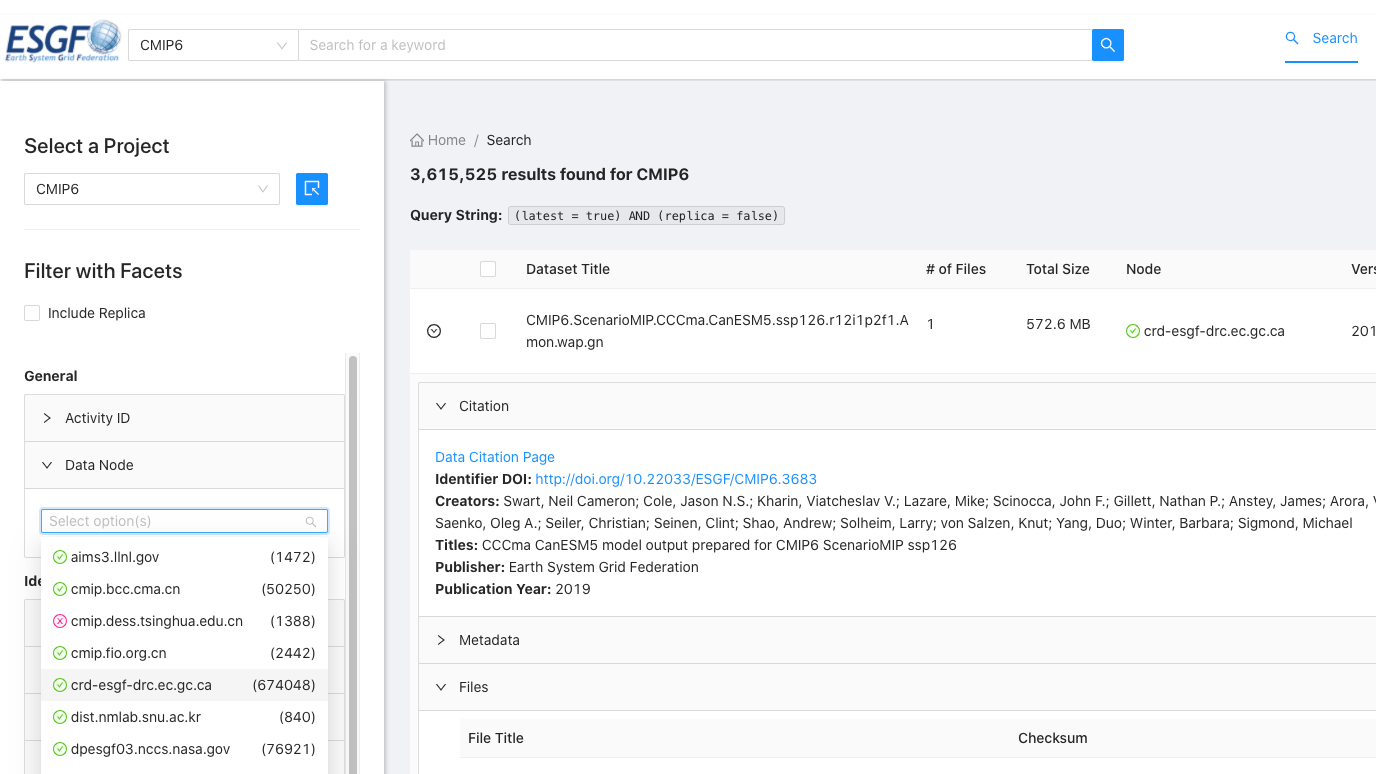 ESGF
Earth System Grid Federation
CMIP6
Search for a keyword
Search
Select a Project
CMIP6
Filter with Facets
Include Replica
General
Activity ID
Data Node
Select option(s)
aims3.llnl.gov (1472)
cmip.bcc.cma.cn (50250)
cmip.dess.tsinghua.edu.cn (1388)
cmip.fio.org.cn (2442)
crd-esgf-drc.ec.gc.ca (674048)
dist.nmlab.snu.ac.kr (840)
dpesgf03.nccs.nasa.gov (76921)
Home / Search
3,615,525 results found for CMIP6
Query String: (latest = true) AND (replica = false)
Dataset Title # of Files Total Size Node
CMIP6.ScenarioMIP.CCCma.CanESM5.ssp126.r12i1p2f1.A
mon.wap.gn
1 572.6 MB crd-esgf-drc.ec.gc.ca 201
Citation
Data Citation Page
Identifier DOI: http://doi.org/10.22033/ESGF/CMIP6.3683
Creators: Swart, Neil Cameron; Cole, Jason N.S.; Kharin, Viatcheslav V.; Lazare, Mike; Scinocca, John F.; Gillett, Nathan P.; Anstey, James; Arora,
Saenko, Oleg A.; Seiler, Christian; Seinen, Clint; Shao, Andrew; Solheim, Larry; von Salzen, Knut; Yang, Duo; Winter, Barbara; Sigmond, Michael
Titles: CCCma CanESM5 model output prepared for CMIP6 ScenarioMIP ssp126
Publisher: Earth System Grid Federation
Publication Year: 2019
Metadata
Files
File Title Checksum